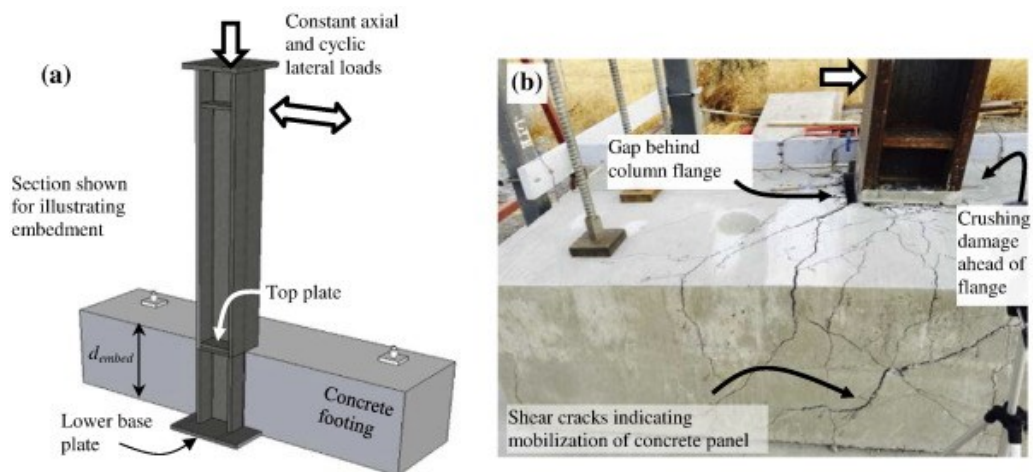 (a)
Constant axial
and cyclic
lateral loads
Section shown
for illustrating
embedment
Top plate
d_embed
Concrete
footing
Lower base
plate
(b)
Gap behind
column flange
Crushing
damage
ahead of
flange
Shear cracks indicating
mobilization of concrete panel